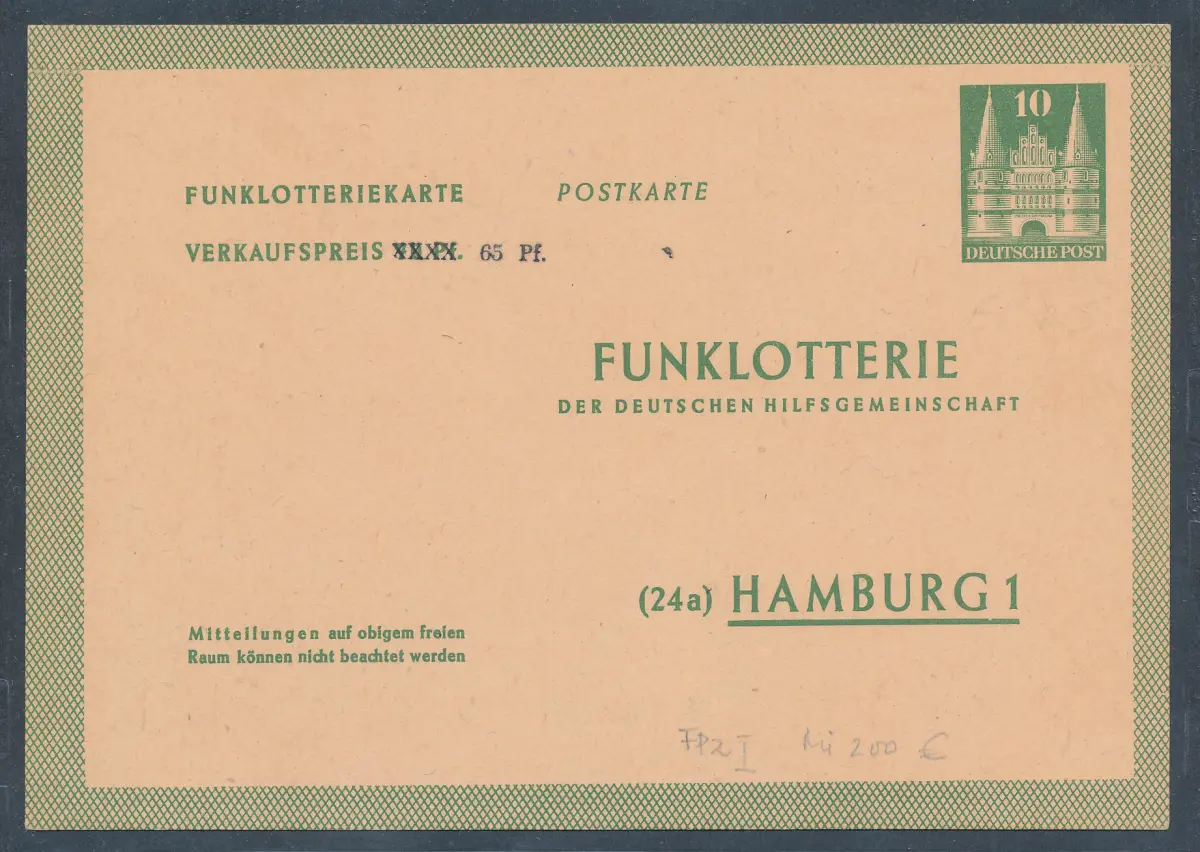 10
FUNKLOTTERIEKARTE POSTKARTE
VERKAUFSPREIS XXXX Pf. 65 Pf.
DEUTSCHE POST
FUNKLOTTERIE
DER DEUTSCHEN HILFSGEMEINSCHAFT
(24a) HAMBURG 1
Mitteilungen auf obigem freien
Raum können nicht beachtet werden
FP2 I Mi 200 €